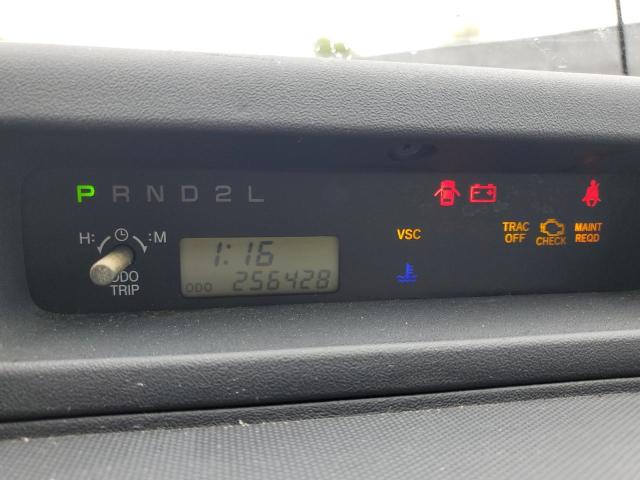 P R N D 2 L
H: :M
ODO
TRIP
1:16
ODO 256428
VSC
TRAC
OFF
CHECK
MAINT
REQD